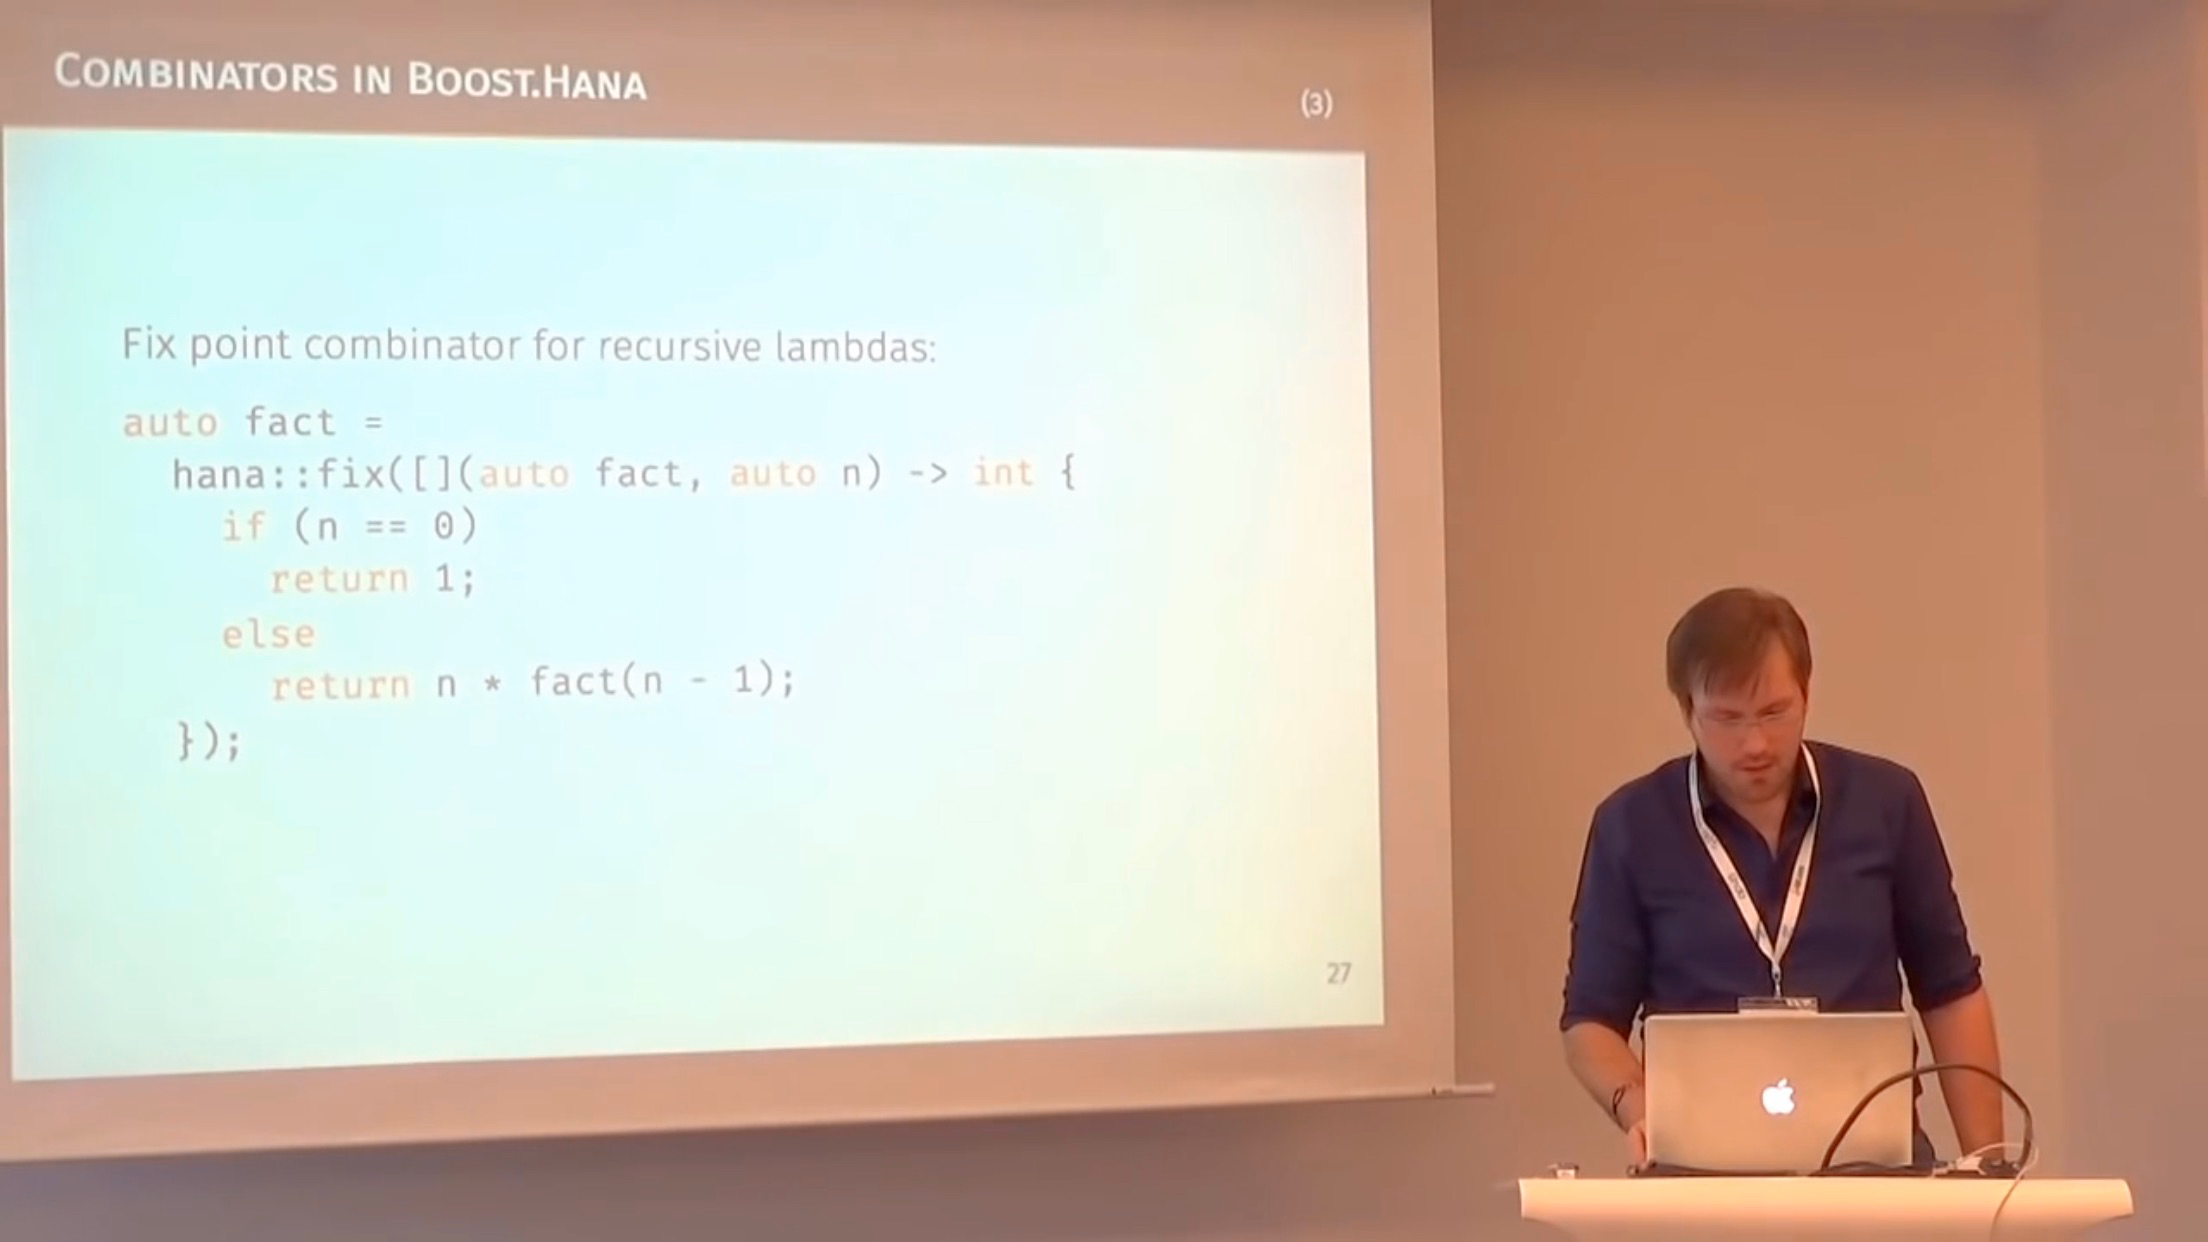 COMBINATORS IN BOOST.HANA
(3)
Fix point combinator for recursive lambdas:
auto fact =
hana::fix([](auto fact, auto n) -> int {
if (n == 0)
return 1;
else
return n * fact(n - 1);
});
27